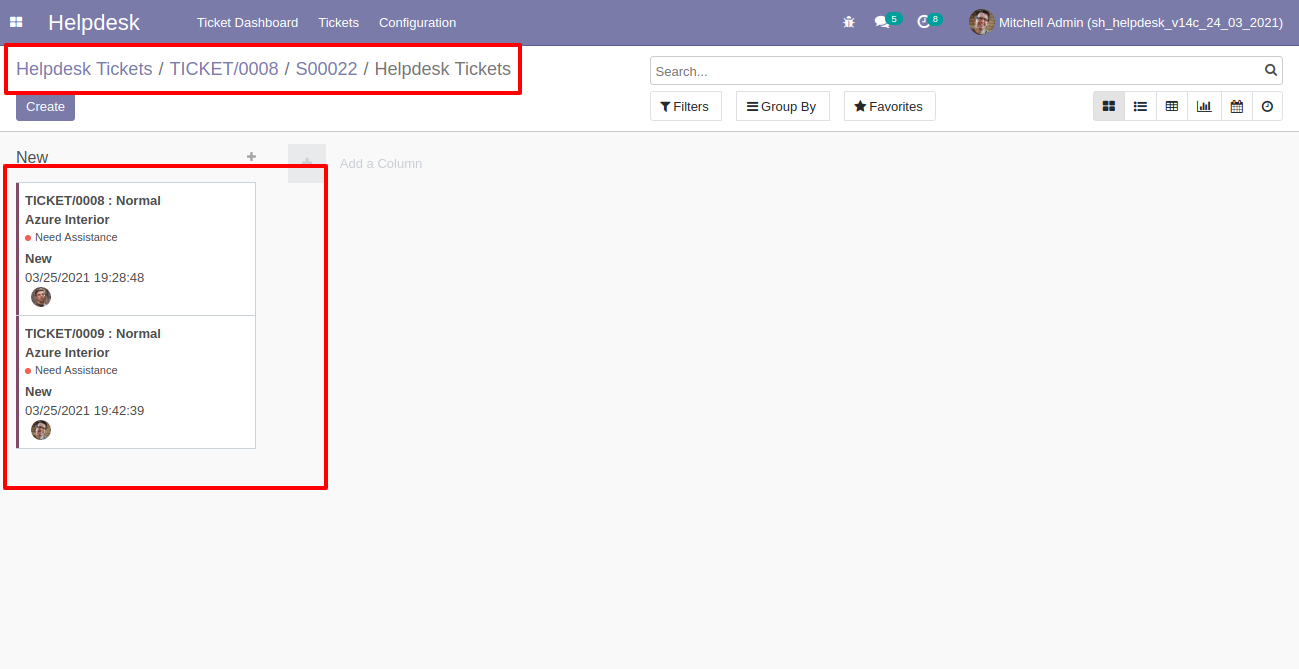 Helpdesk Ticket Dashboard Tickets Configuration 5 8 Mitchell Admin (sh_helpdesk_v14c_24_03_2021)
Helpdesk Tickets / TICKET/0008 / S00022 / Helpdesk Tickets
Search...
Create
Filters Group By Favorites
New
Add a Column
TICKET/0008 : Normal
Azure Interior
Need Assistance
New
03/25/2021 19:28:48
TICKET/0009 : Normal
Azure Interior
Need Assistance
New
03/25/2021 19:42:39